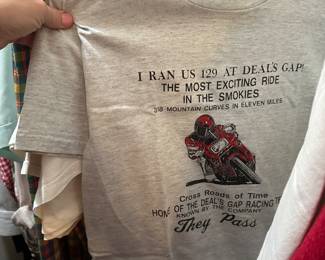 I RAN US 129 AT DEAL'S GAP!
THE MOST EXCITING RIDE
IN THE SMOKIES
318 MOUNTAIN CURVES IN ELEVEN MILES
Cross Roads of Time
HOME OF THE DEAL'S GAP RACING
KNOWN BY THE COMPANY
They Pass